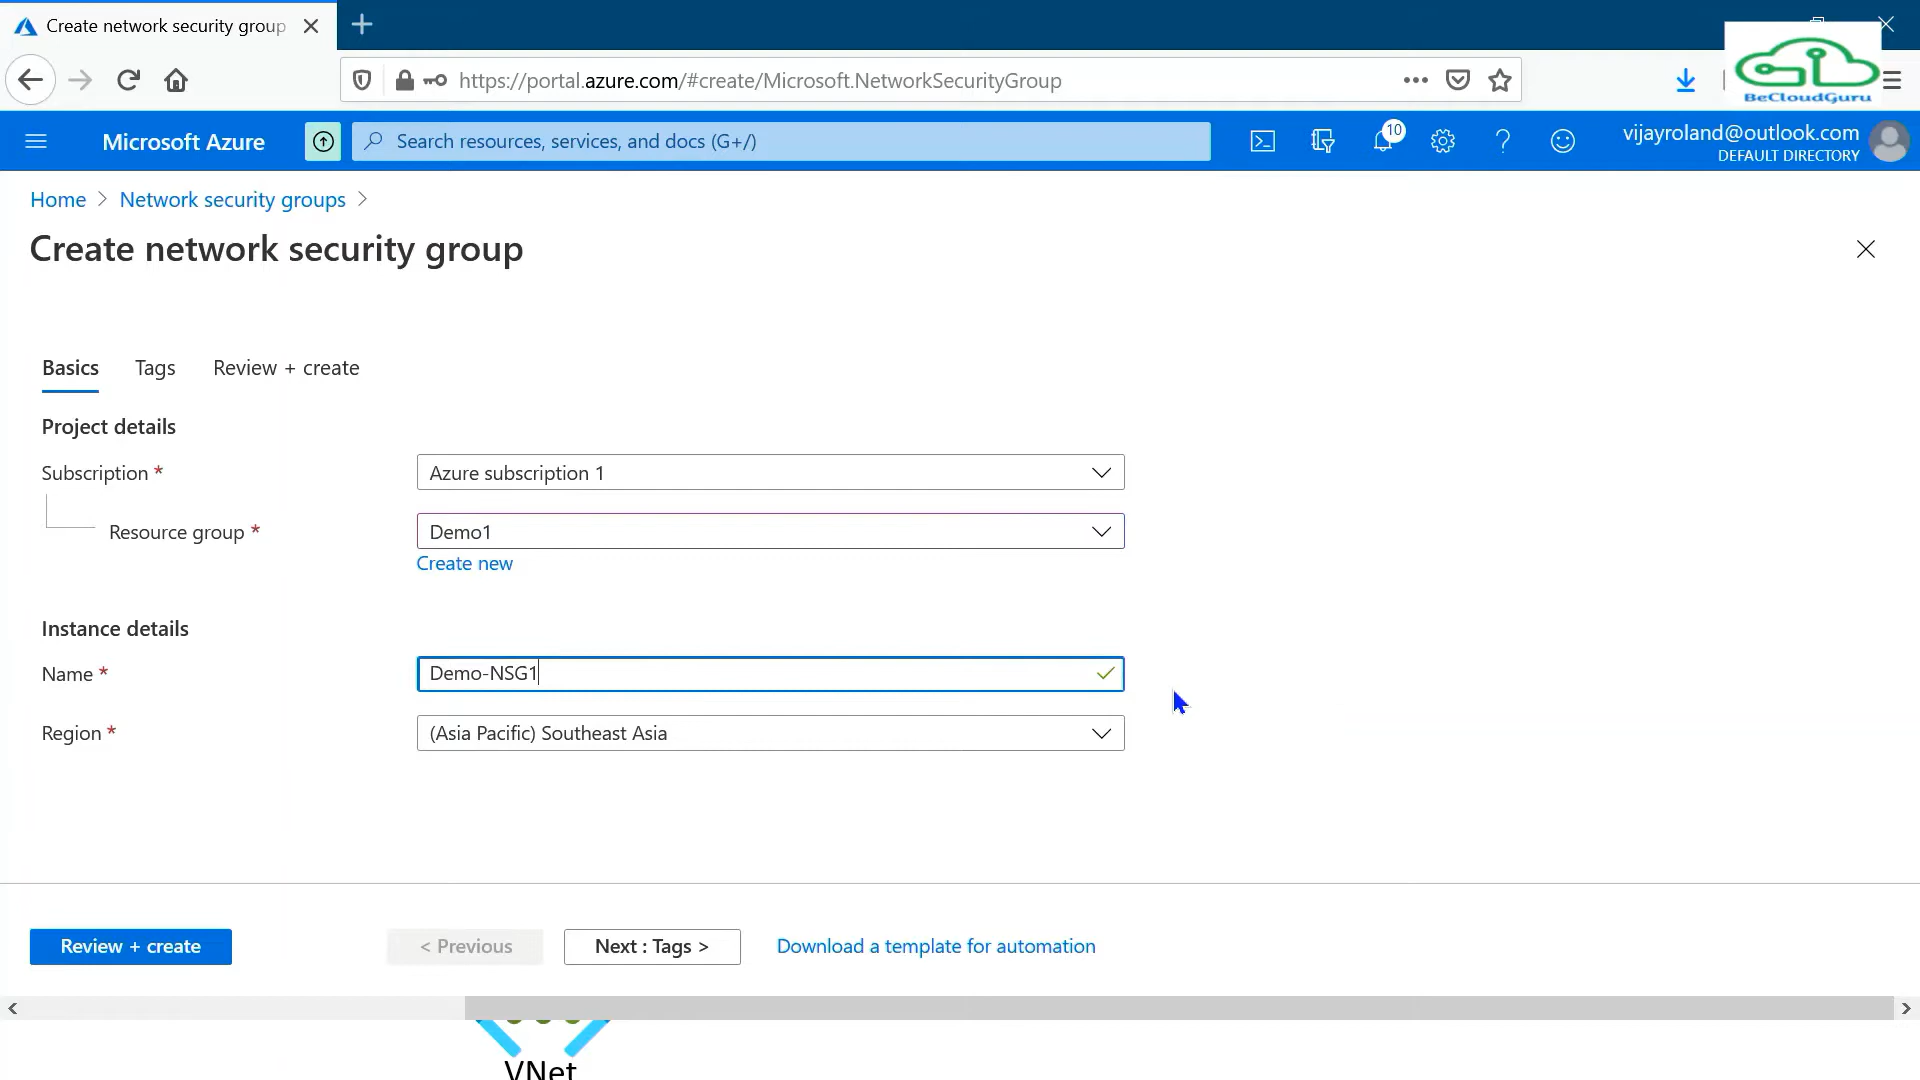 Create network security group
https://portal.azure.com/#create/Microsoft.NetworkSecurityGroup
BeCloudGuru
Microsoft Azure
Search resources, services, and docs (G+/)
10
vijayroland@outlook.com
DEFAULT DIRECTORY
Home > Network security groups >
Create network security group
Basics Tags Review + create
Project details
Subscription *
Azure subscription 1
Resource group *
Demo1
Create new
Instance details
Name *
Demo-NSG1
Region *
(Asia Pacific) Southeast Asia
Review + create
< Previous
Next : Tags >
Download a template for automation
VNet